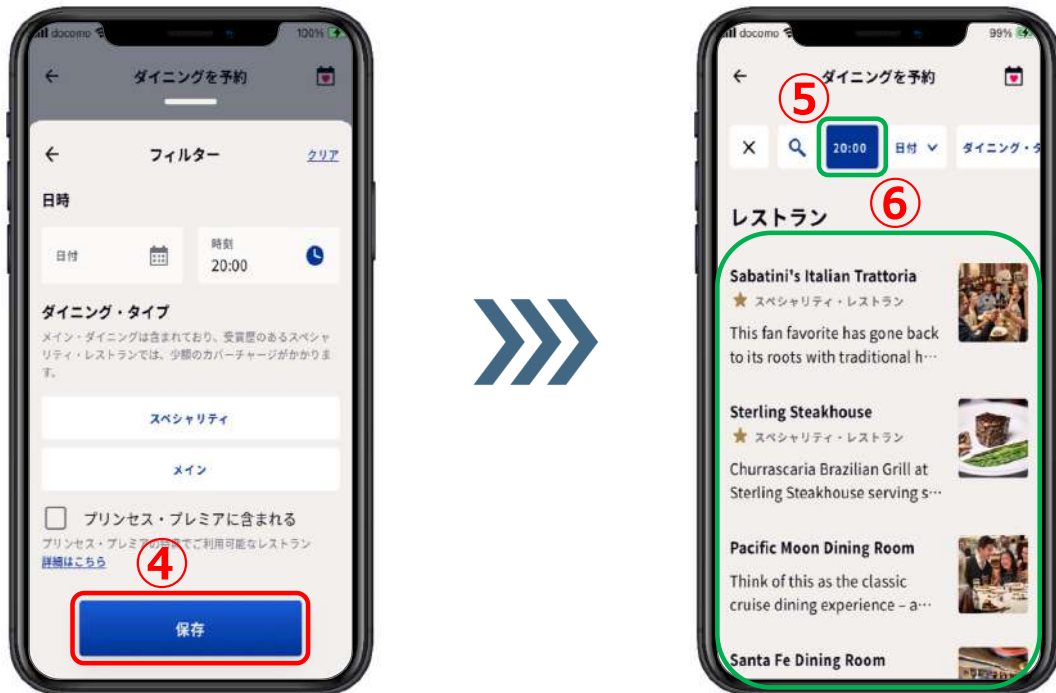 docomo
100%
ダイニングを予約
フィルター
クリア
日時
日付
時刻
20:00
ダイニング・タイプ
メイン・ダイニングは含まれており、受賞歴のあるスペシャ
リティ・レストランでは、少額のカバーチャージがかかりま
す。
スペシャリティ
メイン
プリンセス・プレミアに含まれる
プリンセス・プレミアの特典でご利用可能なレストラン
詳細はこちら
④
保存
docomo
99%
ダイニングを予約
⑤
20:00
日付
ダイニング・タ
⑥
レストラン
Sabatini's Italian Trattoria
スペシャリティ・レストラン
This fan favorite has gone back
to its roots with traditional h…
Sterling Steakhouse
スペシャリティ・レストラン
Churrascaria Brazilian Grill at
Sterling Steakhouse serving s…
Pacific Moon Dining Room
Think of this as the classic
cruise dining experience – a…
Santa Fe Dining Room